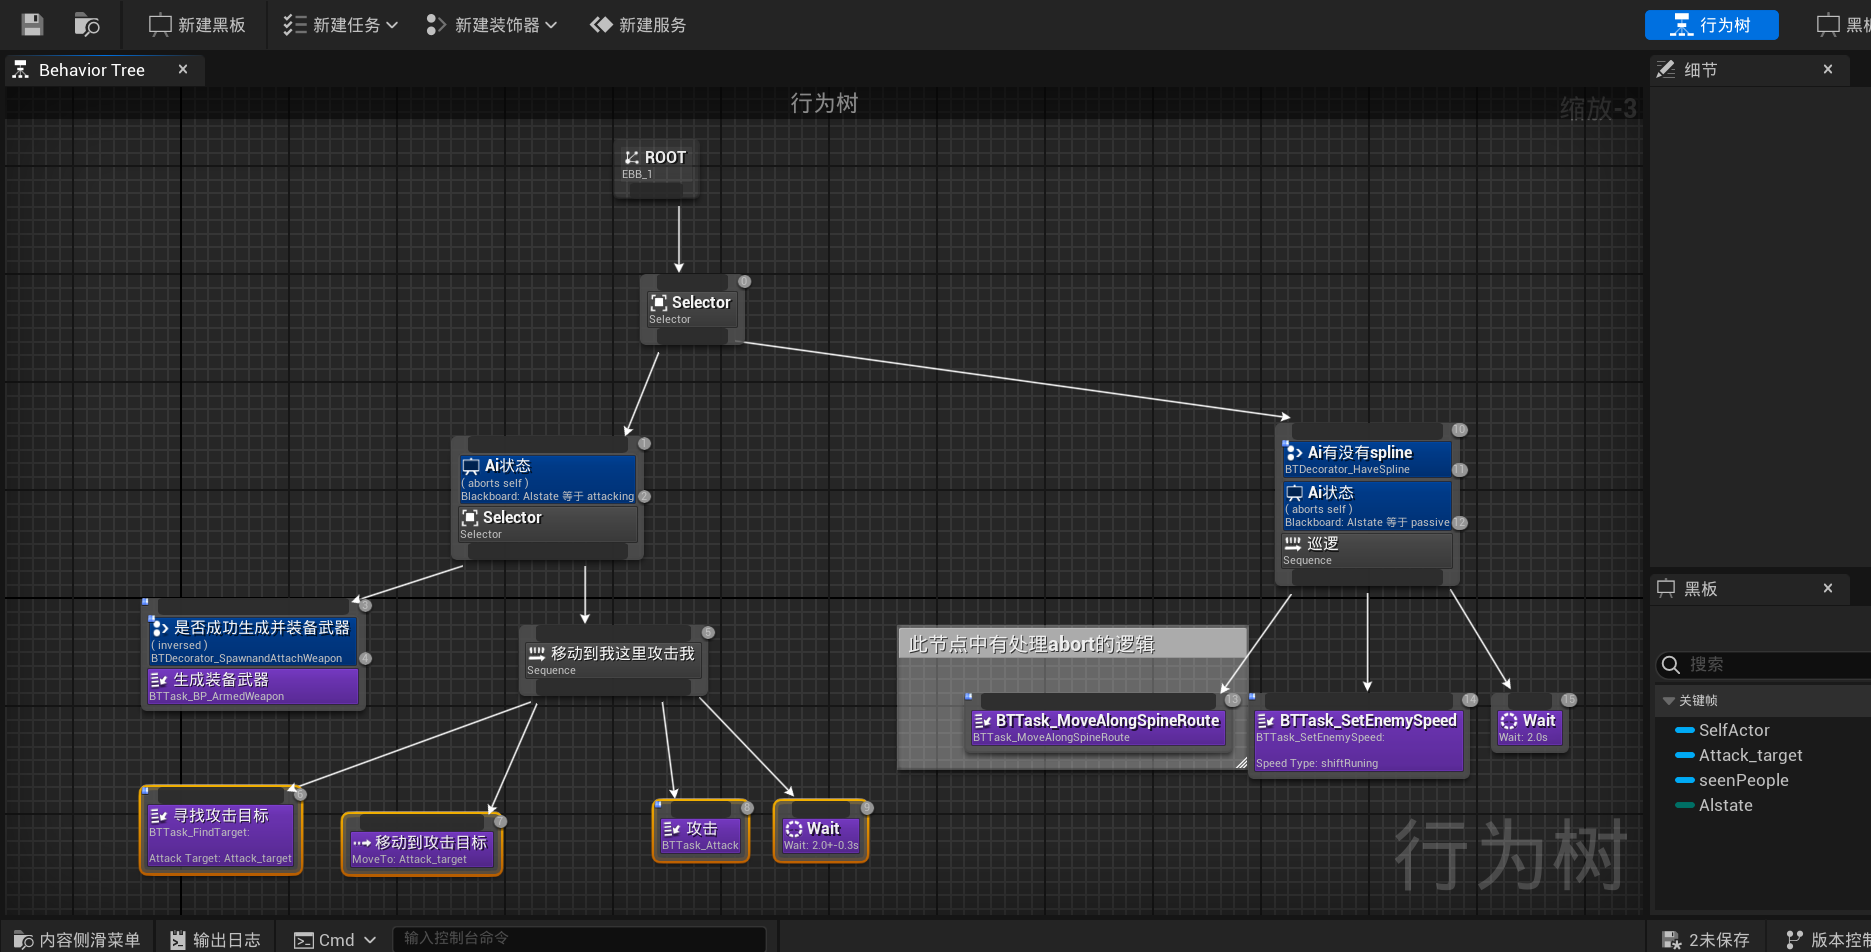 新建黑板
新建任务
新建装饰器
新建服务
行为树
Behavior Tree
细节
行为树
缩放-3
ROOT
EBB_1
0
Selector
Selector
1
Ai状态
( aborts self )
Blackboard: AIstate 等于 attacking
2
Selector
Selector
10
Ai有没有spline
BTDecorator_HaveSpline
11
Ai状态
( aborts self )
Blackboard: AIstate 等于 passive
12
巡逻
Sequence
3
是否成功生成并装备武器
( inversed )
BTDecorator_SpawnandAttachWeapon
4
生成装备武器
BTTask_BP_ArmedWeapon
5
移动到我这里攻击我
Sequence
此节点中有处理abort的逻辑
13
BTTask_MoveAlongSpineRoute
BTTask_MoveAlongSpineRoute
14
BTTask_SetEnemySpeed
BTTask_SetEnemySpeed:
Speed Type: shiftRuning
15
Wait
Wait: 2.0s
6
寻找攻击目标
BTTask_FindTarget:
Attack Target: Attack_target
7
移动到攻击目标
MoveTo: Attack_target
8
攻击
BTTask_Attack
9
Wait
Wait: 2.0+-0.3s
行为树
黑板
搜索
关键帧
SelfActor
Attack_target
seenPeople
AIstate
内容侧滑菜单
输出日志
Cmd
输入控制台命令
2未保存
版本控